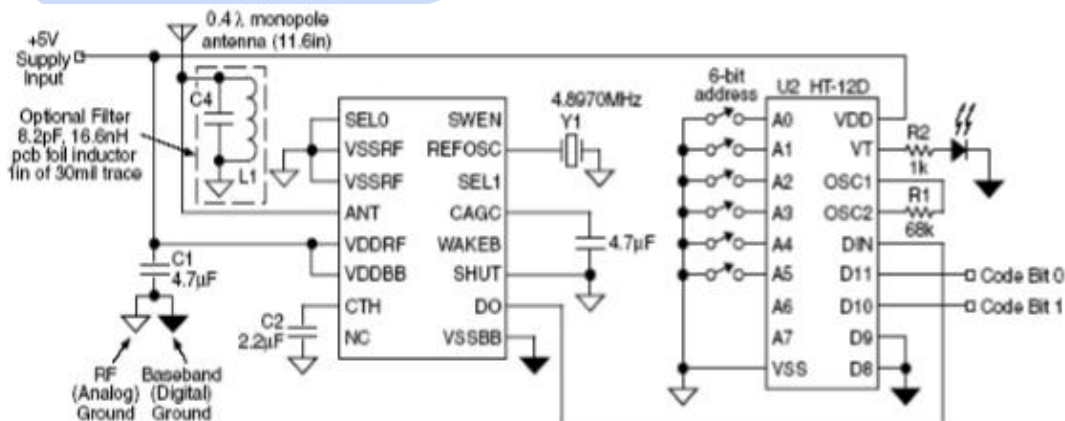 +5V
Supply
Input
0.4 λ monopole
antenna (11.6in)
Optional Filter
8.2pF, 16.6nH
pcb foil inductor
1in of 30mil trace
C4
L1
C1
4.7µF
RF
(Analog)
Ground
Baseband
(Digital)
Ground
C2
2.2µF
SEL0
VSSRF
VSSRF
ANT
VDDRF
VDDBB
CTH
NC
SWEN
REFOSC
SEL1
CAGC
WAKEB
SHUT
DO
VSSBB
4.8970MHz
Y1
4.7µF
6-bit
address
U2 HT-12D
A0
A1
A2
A3
A4
A5
A6
A7
VSS
VDD
VT
OSC1
OSC2
DIN
D11
D10
D9
D8
R2
1k
R1
68k
Code Bit 0
Code Bit 1